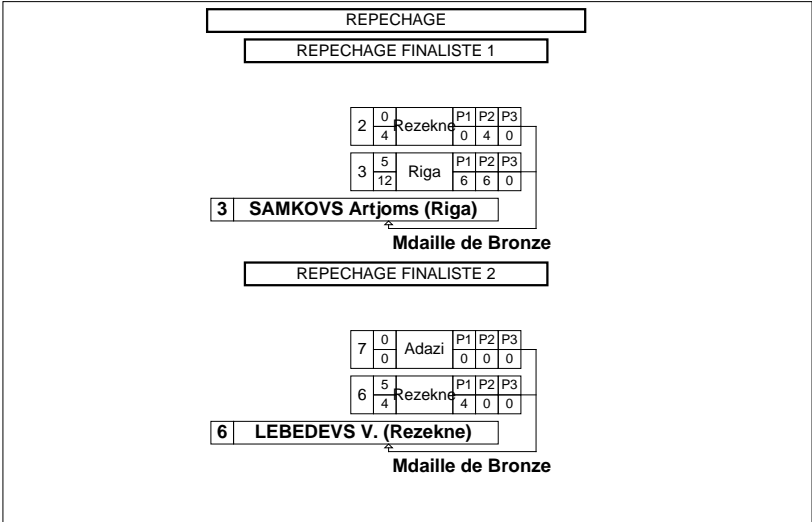 REPECHAGE
REPECHAGE FINALISTE 1
2 0 Rezekne P1 P2 P3
4 0 4 0
3 5 Riga P1 P2 P3
12 6 6 0
3 SAMKOVS Artjoms (Riga)
Mdaille de Bronze
REPECHAGE FINALISTE 2
7 0 Adazi P1 P2 P3
0 0 0 0
6 5 Rezekne P1 P2 P3
4 4 0 0
6 LEBEDEVS V. (Rezekne)
Mdaille de Bronze